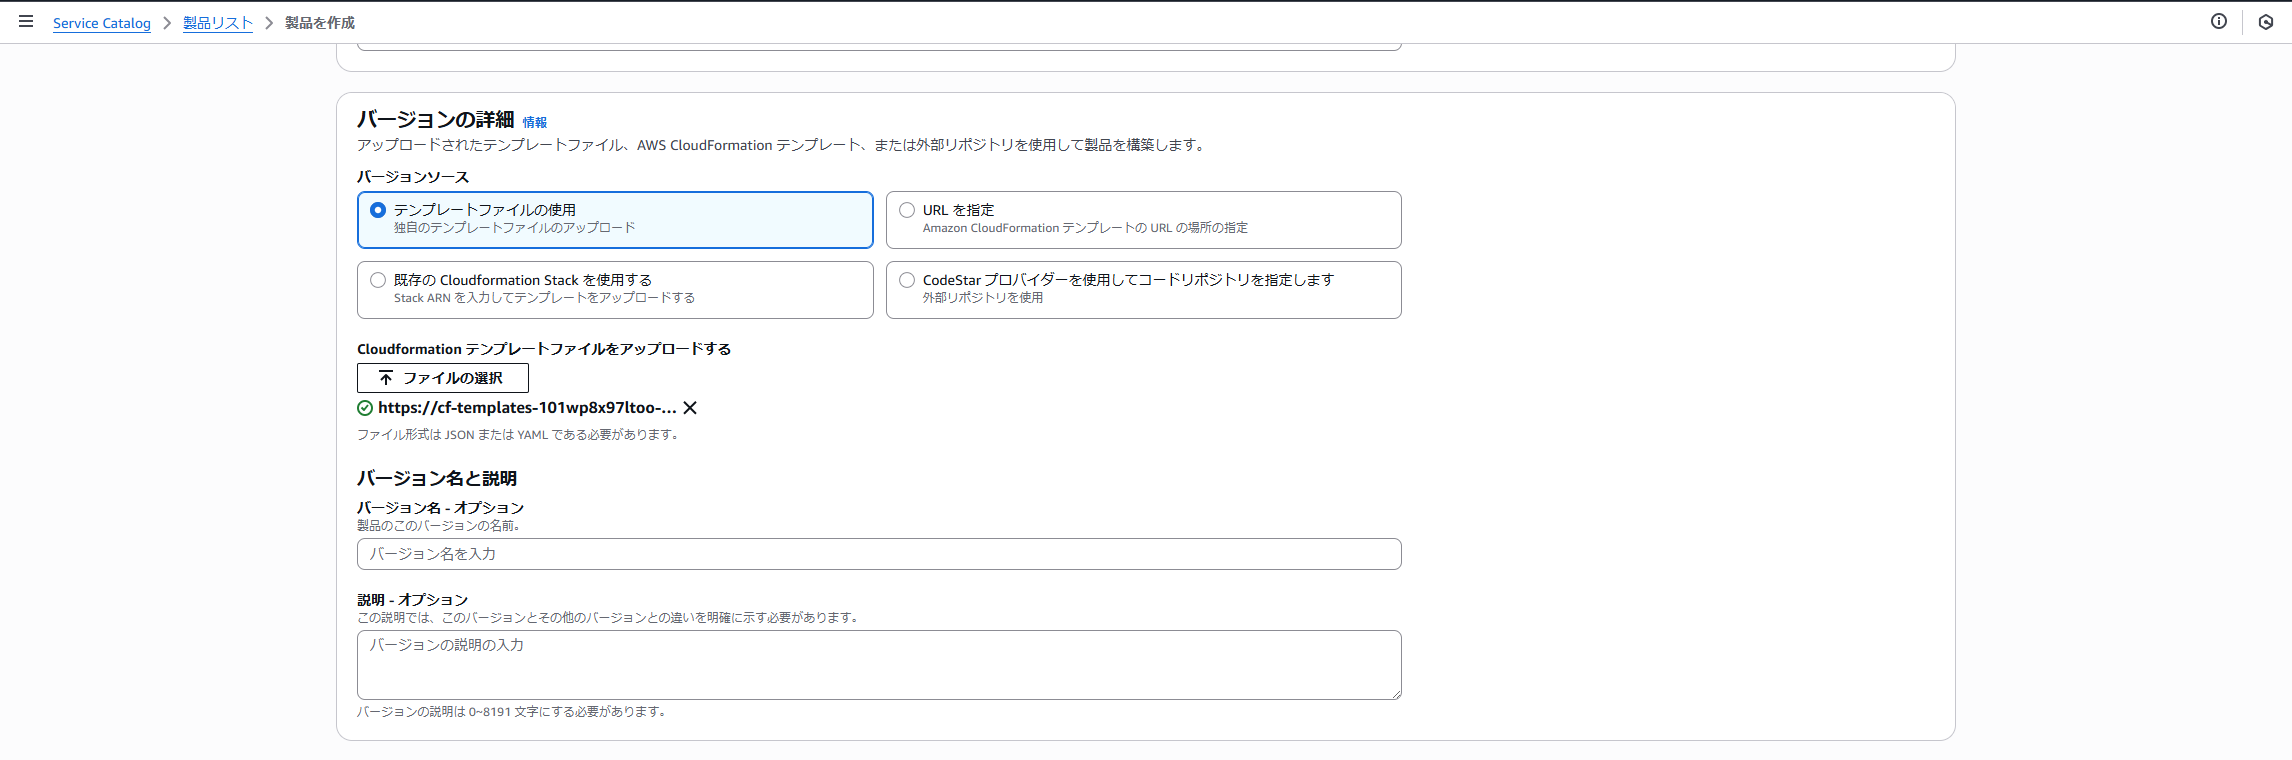 Service Catalog > 製品リスト > 製品を作成
バージョンの詳細 情報
アップロードされたテンプレートファイル、AWS CloudFormation テンプレート、または外部リポジトリを使用して製品を構築します。
バージョンソース
テンプレートファイルの使用
独自のテンプレートファイルのアップロード
URL を指定
Amazon CloudFormation テンプレートの URL の場所の指定
既存の Cloudformation Stack を使用する
Stack ARN を入力してテンプレートをアップロードする
CodeStar プロバイダーを使用してコードリポジトリを指定します
外部リポジトリを使用
Cloudformation テンプレートファイルをアップロードする
ファイルの選択
https://cf-templates-101wp8x97ltoo-...
ファイル形式は JSON または YAML である必要があります。
バージョン名と説明
バージョン名 - オプション
製品のこのバージョンの名前。
バージョン名を入力
説明 - オプション
この説明では、このバージョンとその他のバージョンとの違いを明確に示す必要があります。
バージョンの説明の入力
バージョンの説明は 0~8191 文字にする必要があります。